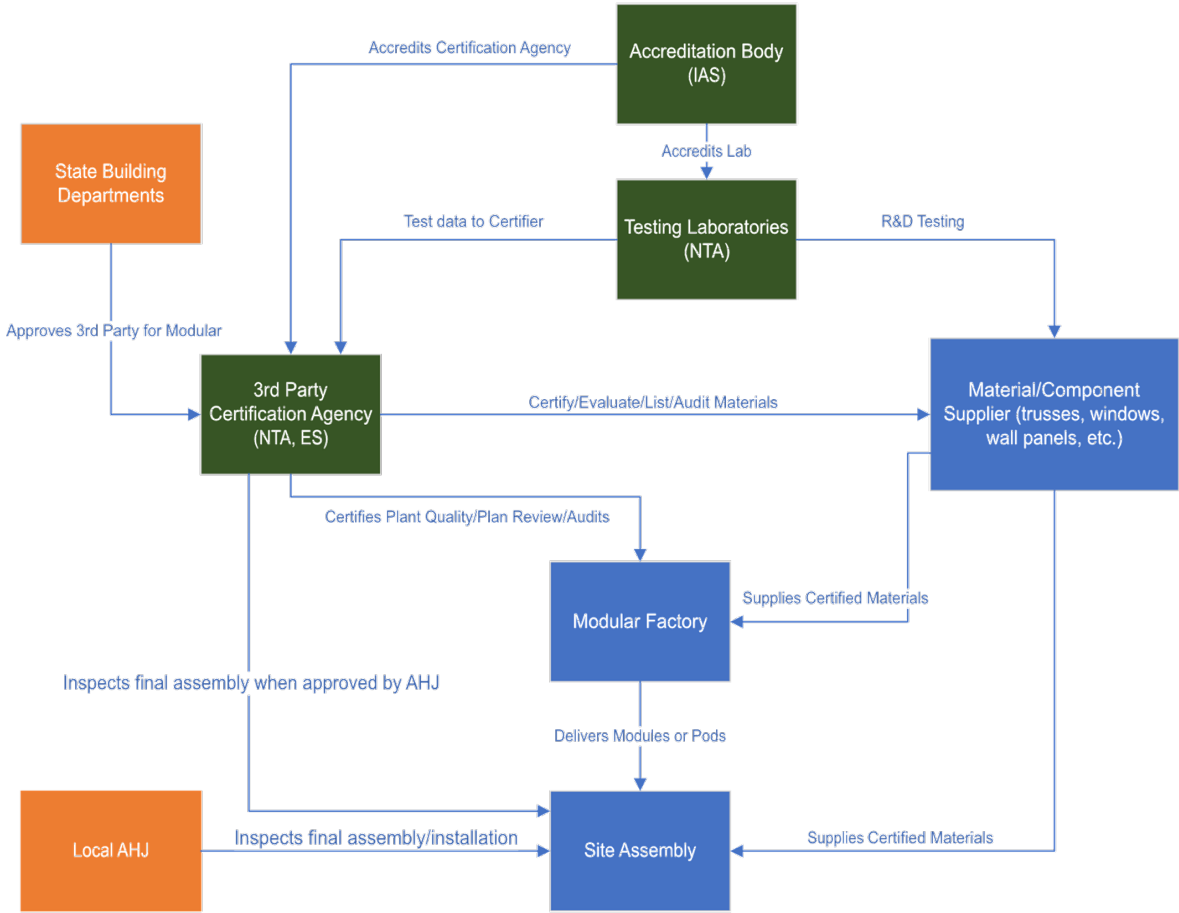 Accredits Certification Agency
Accreditation Body
(IAS)
Accredits Lab
State Building
Departments
Test data to Certifier
Testing Laboratories
(NTA)
R&D Testing
Approves 3rd Party for Modular
3rd Party
Certification Agency
(NTA, ES)
Certify/Evaluate/List/Audit Materials
Material/Component
Supplier (trusses, windows,
wall panels, etc.)
Certifies Plant Quality/Plan Review/Audits
Modular Factory
Supplies Certified Materials
Inspects final assembly when approved by AHJ
Delivers Modules or Pods
Local AHJ
Inspects final assembly/installation
Site Assembly
Supplies Certified Materials